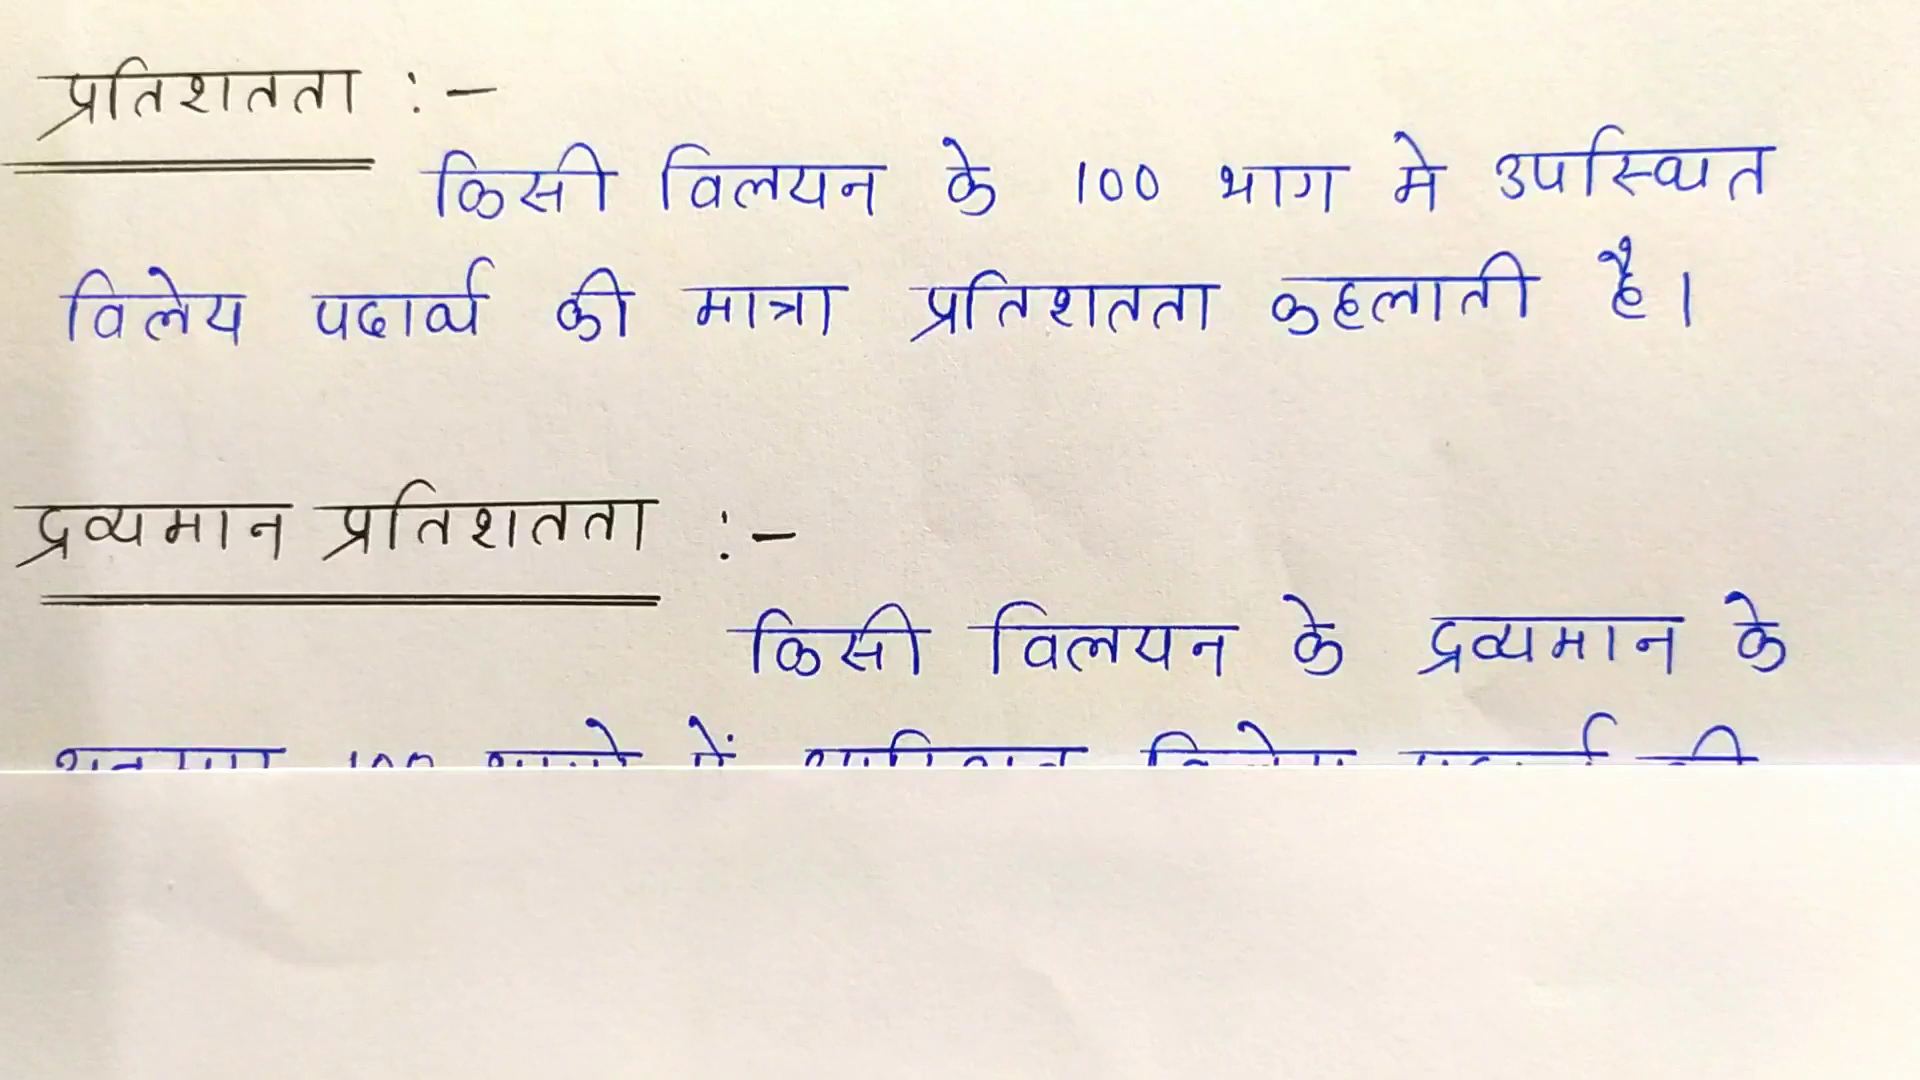 प्रतिशतता :-
किसी विलयन के 100 भाग मे उपस्थित
विलेय पदार्थ की मात्रा प्रतिशतता कहलाती है।
द्रव्यमान प्रतिशतता :-
किसी विलयन के द्रव्यमान के